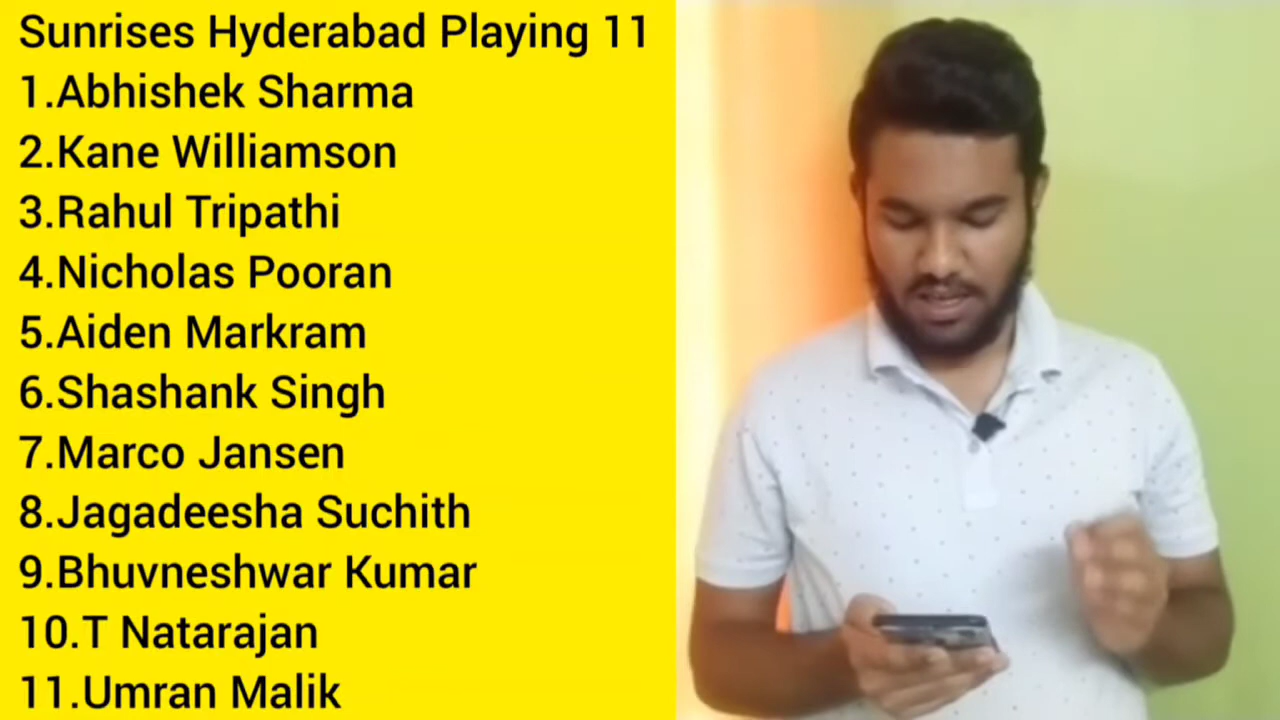 Sunrises Hyderabad Playing 11
1.Abhishek Sharma
2.Kane Williamson
3.Rahul Tripathi
4.Nicholas Pooran
5.Aiden Markram
6.Shashank Singh
7.Marco Jansen
8.Jagadeesha Suchith
9.Bhuvneshwar Kumar
10.T Natarajan
11.Umran Malik